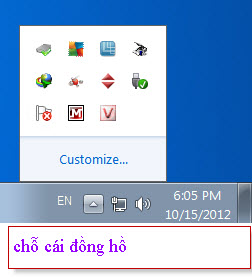 Customize...
EN
6:05 PM
10/15/2012
chỗ cái đồng hồ